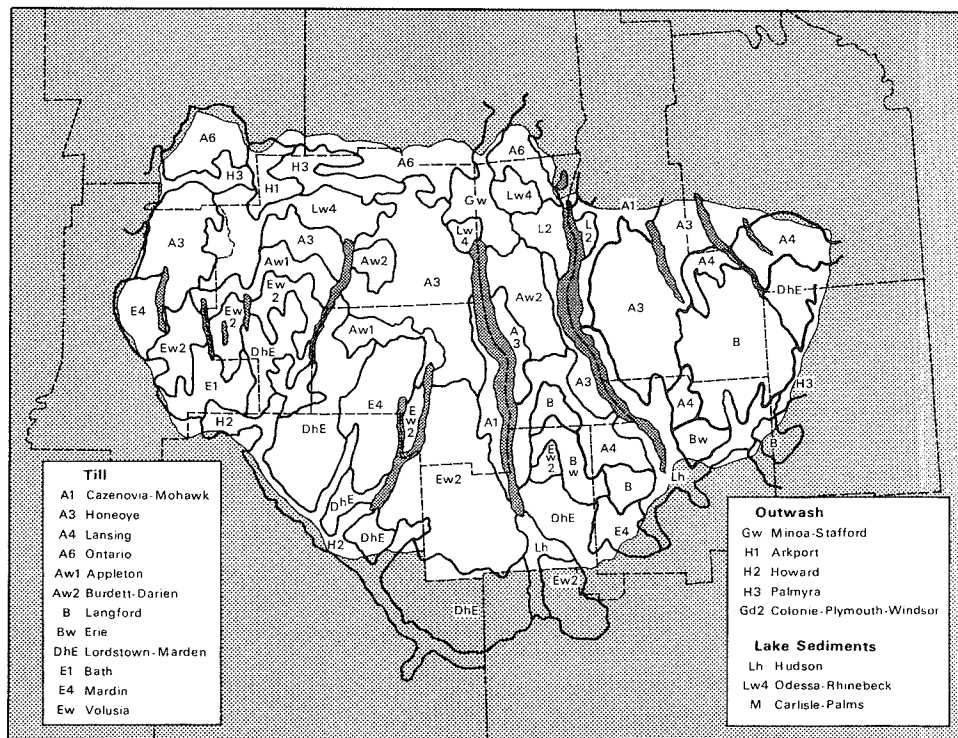 A6
A6
A6
H3
H3
H1
Gw
Lw4
Lw4
Lw
4
L2
L
2
A1
A3
A4
A3
A3
Aw1
Aw2
A4
DhE
Ew
2
A3
Aw2
A3
E4
Ew
2
Aw1
A
3
B
Ew2
DhE
E1
E4
Ew
2
A1
A3
B
A4
H3
H2
DhE
Ew
2
B
w
A4
Bw
B
Ew2
B
Lh
DhE
DhE
E4
H2
DhE
Lh
Ew2
DhE
Till
A1 Cazenovia-Mohawk
A3 Honeoye
A4 Lansing
A6 Ontario
Aw1 Appleton
Aw2 Burdett-Darien
B Langford
Bw Erie
DhE Lordstown-Marden
E1 Bath
E4 Mardin
Ew Volusia
Outwash
Gw Minoa-Stafford
H1 Arkport
H2 Howard
H3 Palmyra
Gd2 Colonie-Plymouth-Windsor
Lake Sediments
Lh Hudson
Lw4 Odessa-Rhinebeck
M Carlisle-Palms